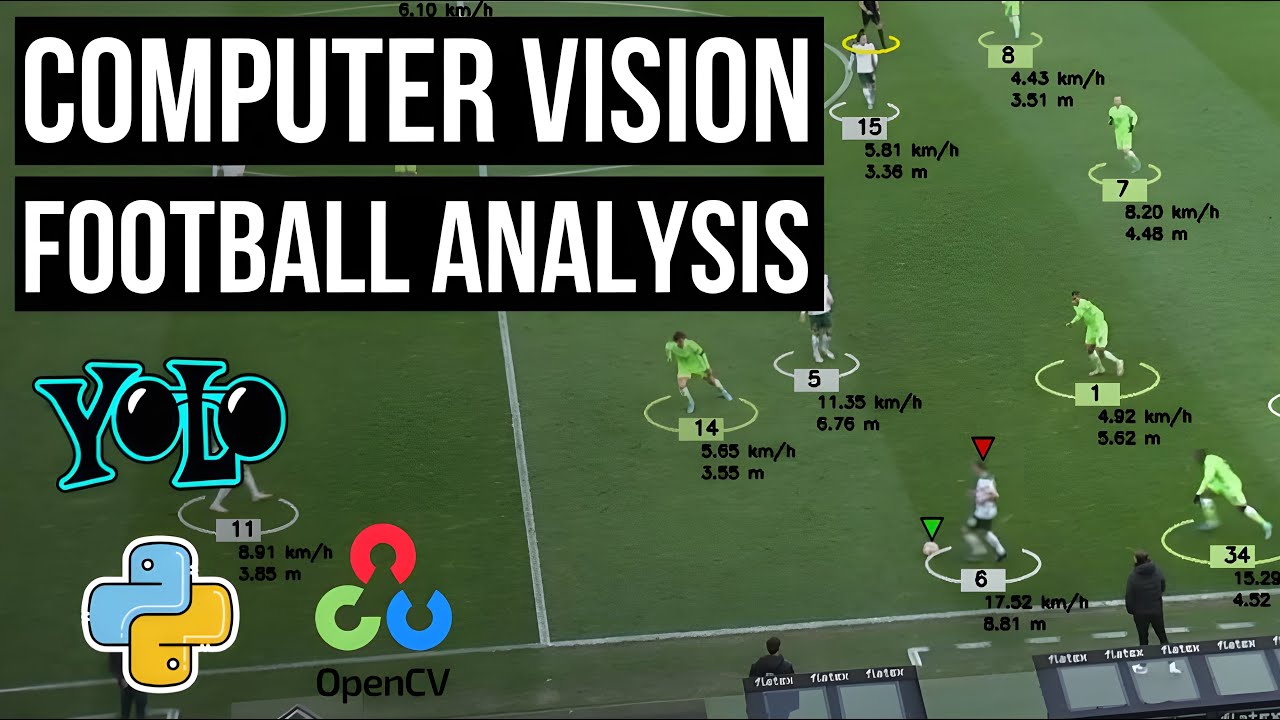 6.10 km/h
COMPUTER VISION
FOOTBALL ANALYSIS
8
4.43 km/h
3.51 m
15
5.81 km/h
3.36 m
7
8.20 km/h
4.48 m
5
11.35 km/h
6.76 m
1
4.92 km/h
5.62 m
14
5.65 km/h
3.55 m
YOLO
11
8.91 km/h
3.85 m
6
17.52 km/h
8.81 m
34
15.29
4.52
OpenCV
flatex flatex flatex
flatex flatex flatex flatex
flatex